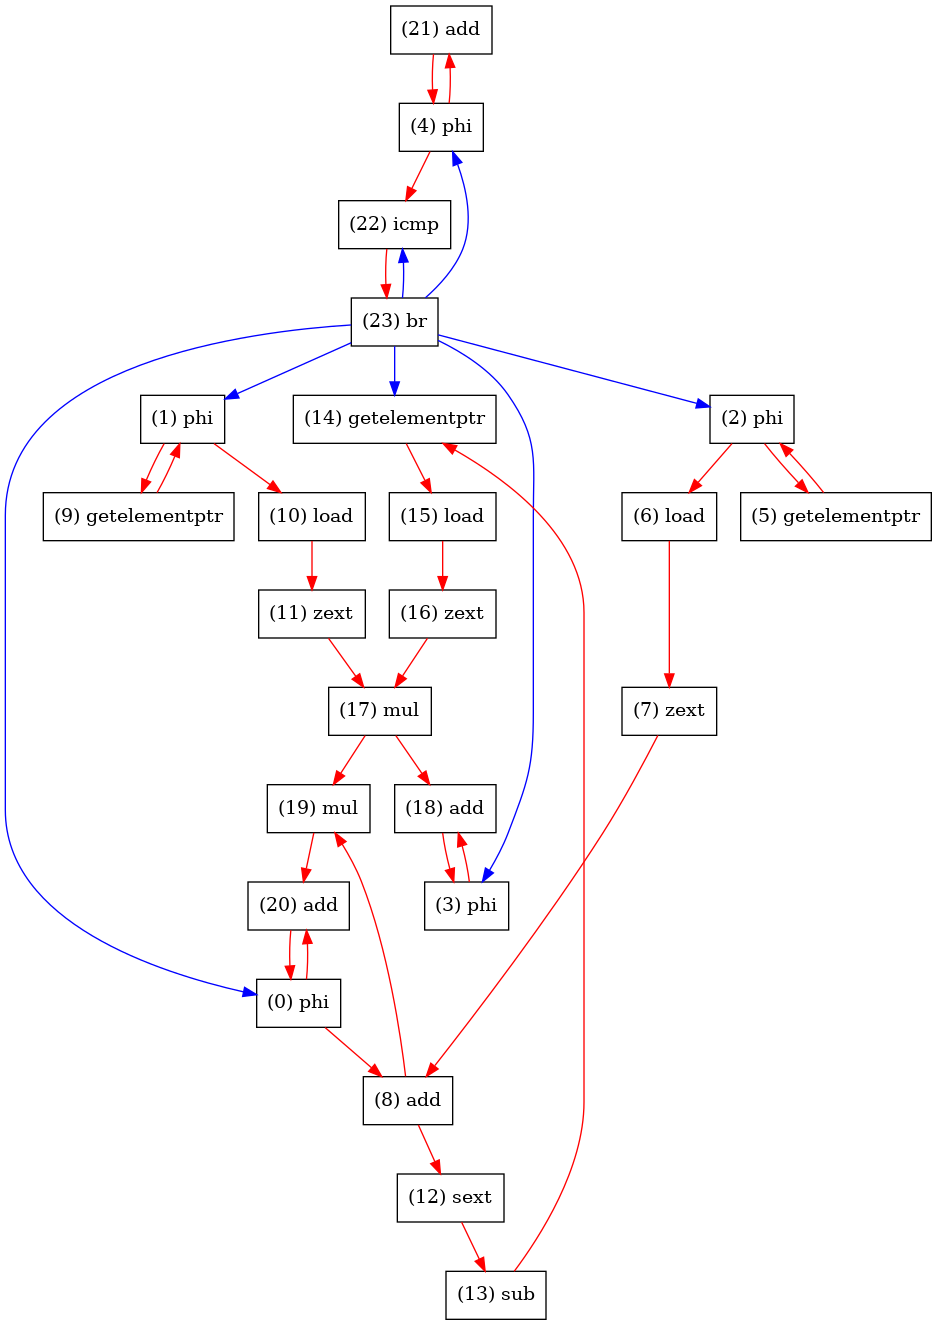 (21) add
(4) phi
(22) icmp
(23) br
(1) phi
(14) getelementptr
(2) phi
(9) getelementptr
(10) load
(15) load
(6) load
(5) getelementptr
(11) zext
(16) zext
(17) mul
(7) zext
(19) mul
(18) add
(20) add
(3) phi
(0) phi
(8) add
(12) sext
(13) sub